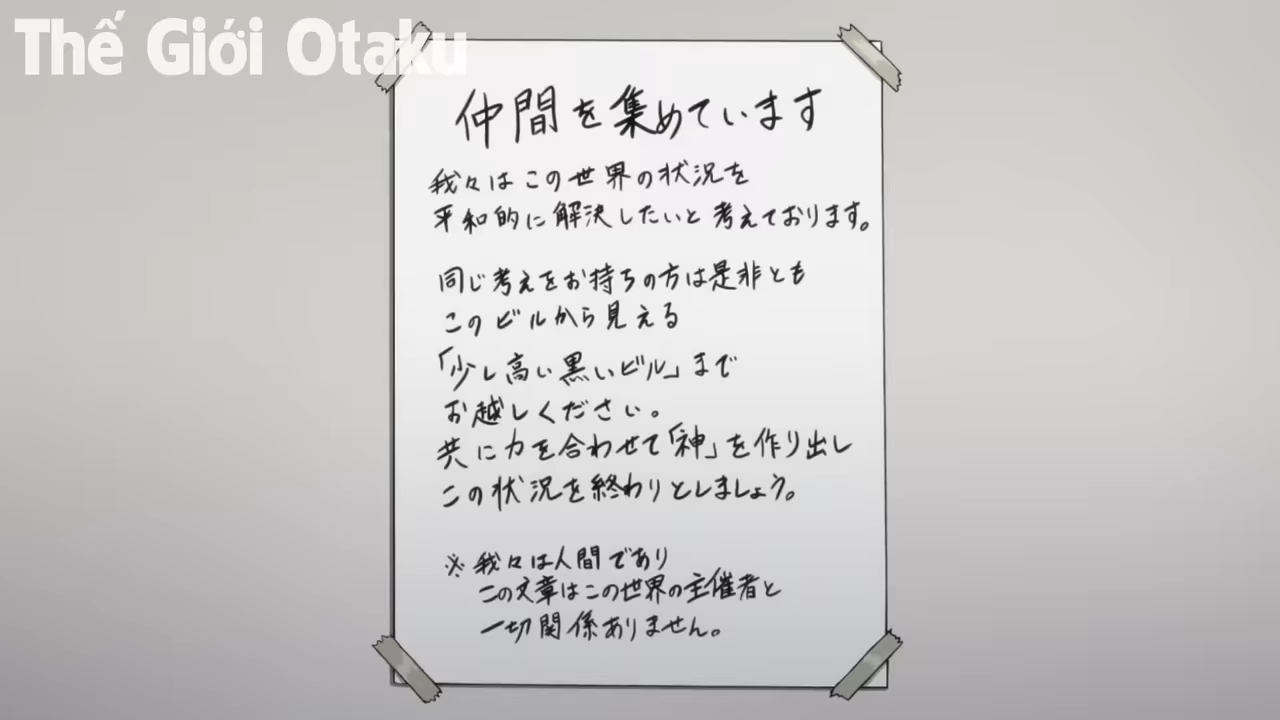 Thế Giới Otaku
仲間を集めています
我々はこの世界の状況を
平和的に解決したいと考えております。
同じ考えをお持ちの方は是非とも
このビルから見える
「少し高い黒いビル」まで
お越しください。
共に力を合わせて「神」を作り出し
この状況を終わりとしましょう。
※我々は人間であり
この文章はこの世界の主催者と
一切関係ありません。